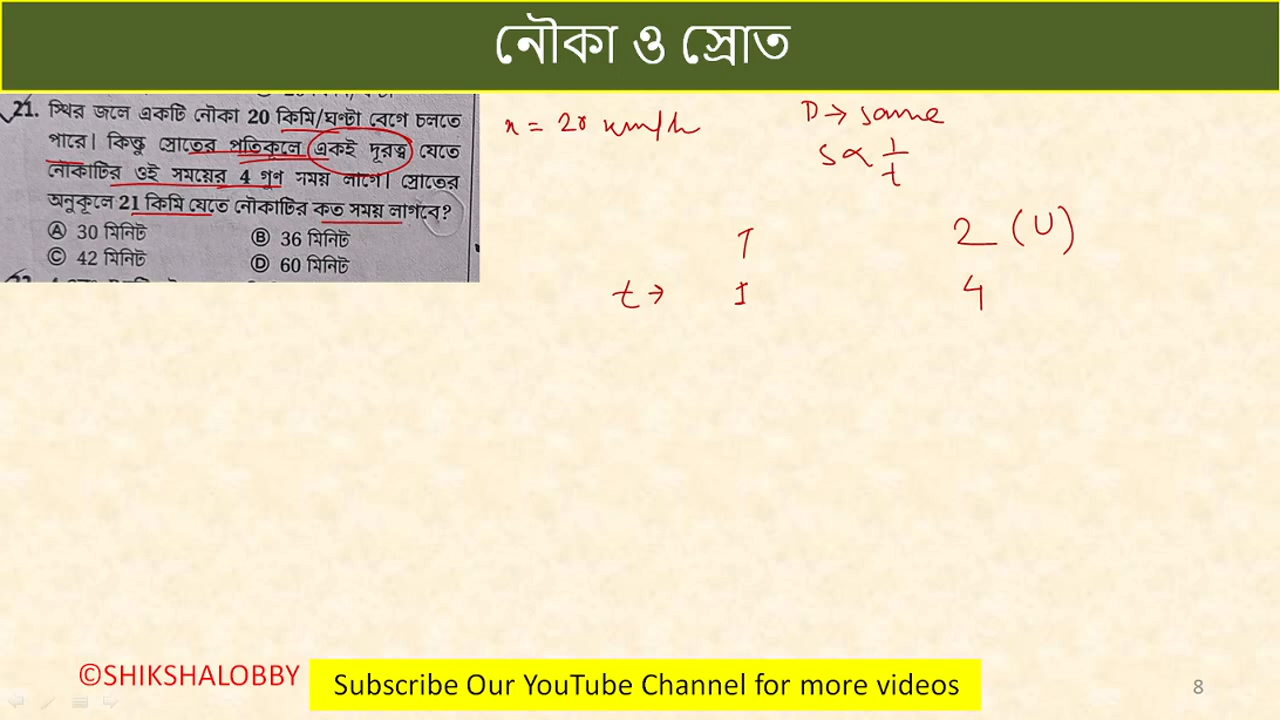 নৌকা ও স্রোত
21. স্থির জলে একটি নৌকা 20 কিমি/ঘণ্টা বেগে চলতে
পারে। কিন্তু স্রোতের প্রতিকূলে একই দূরত্ব যেতে
নৌকাটির ওই সময়ের 4 গুণ সময় লাগে। স্রোতের
অনুকূলে 21 কিমি যেতে নৌকাটির কত সময় লাগবে?
Ⓐ 30 মিনিট Ⓑ 36 মিনিট
Ⓒ 42 মিনিট Ⓓ 60 মিনিট
x = 20 km/h
D → same
S ∝ 1/t
1 2 (U)
t → 1 4
©SHIKSHALOBBY
Subscribe Our YouTube Channel for more videos
8